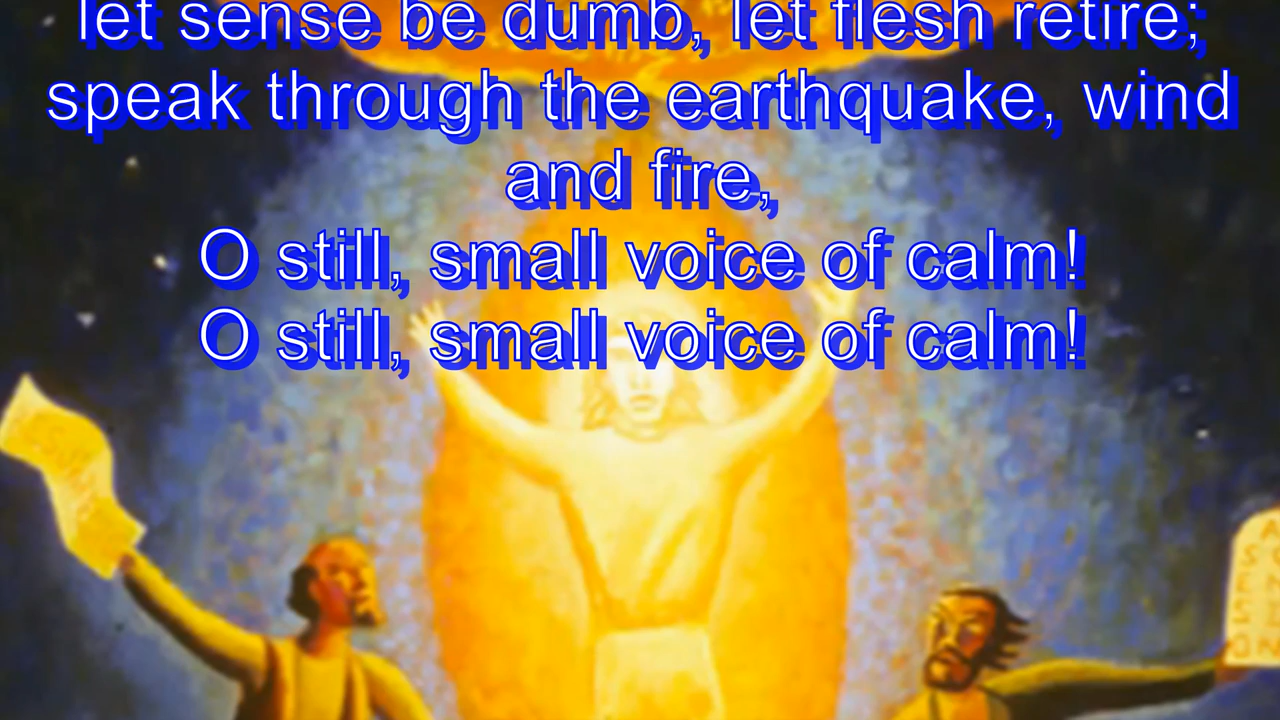 let sense be dumb, let flesh retire;
speak through the earthquake, wind
and fire,
O still, small voice of calm!
O still, small voice of calm!